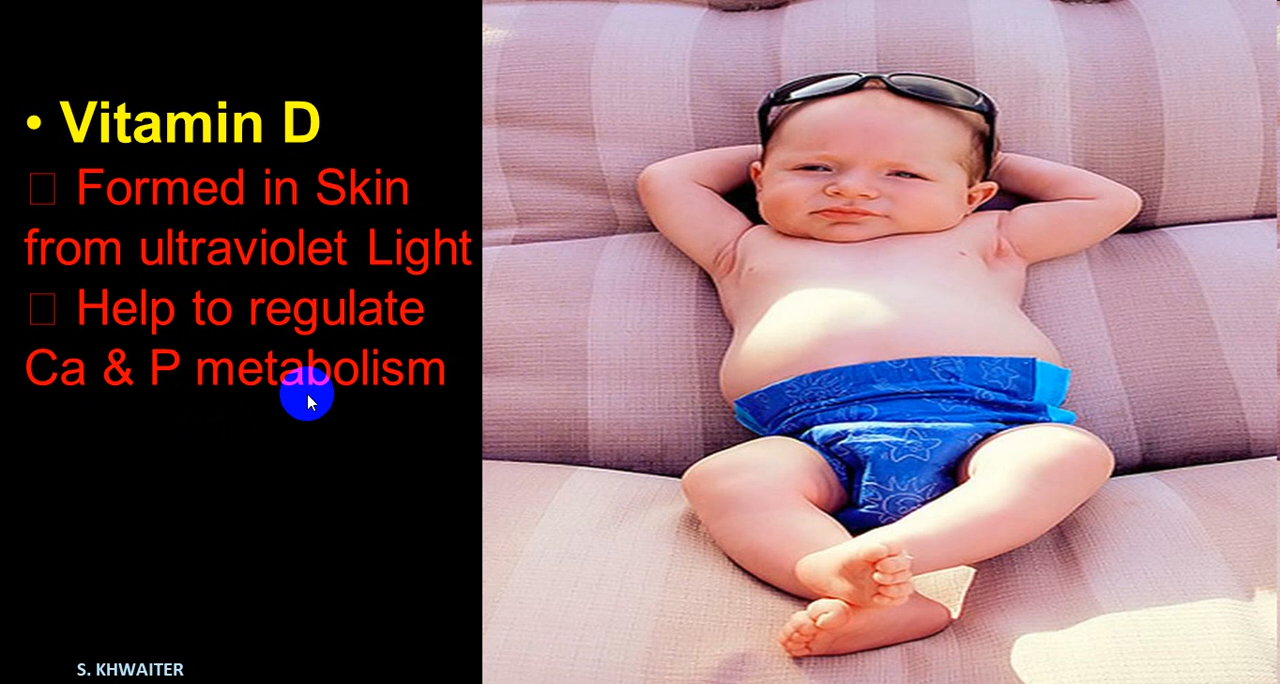 • Vitamin D
□ Formed in Skin
from ultraviolet Light
□ Help to regulate
Ca & P metabolism
S. KHWAITER